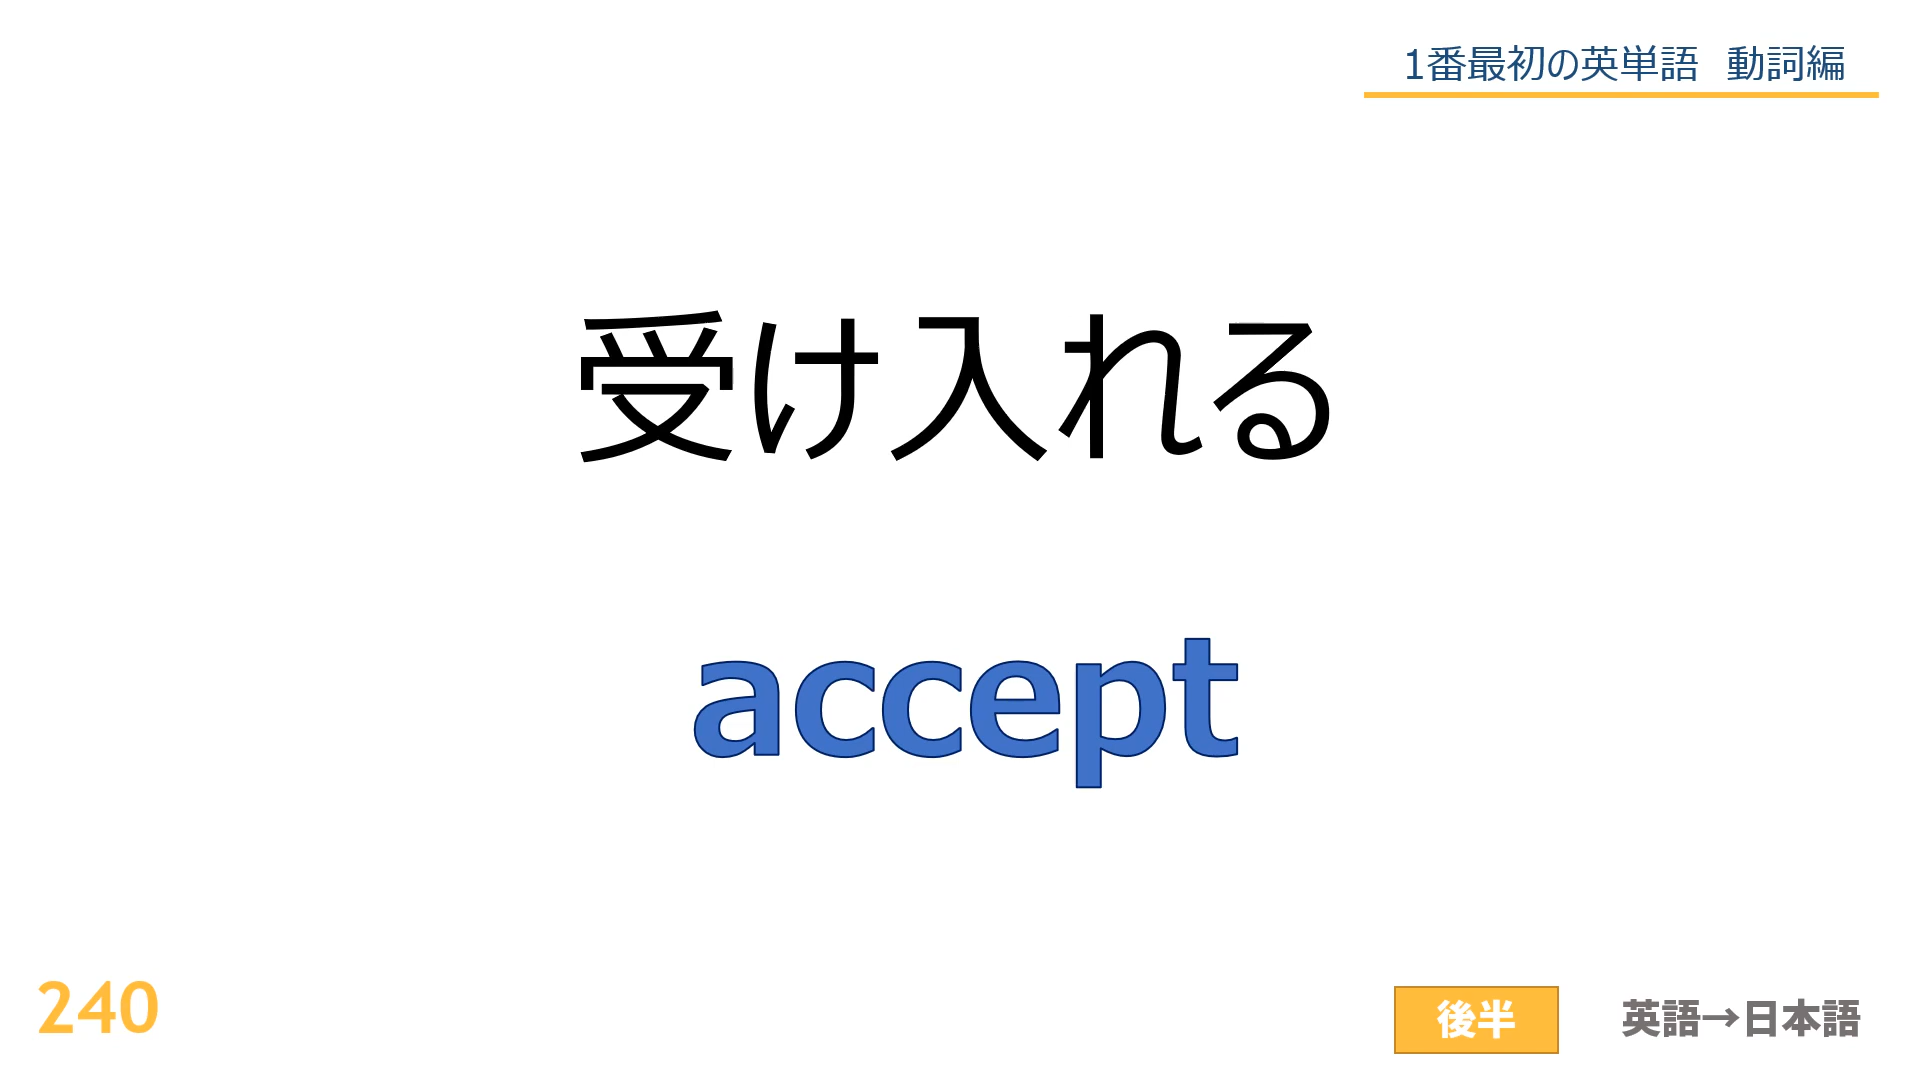 1番最初の英単語　動詞編
受け入れる
accept
240
後半
英語→日本語